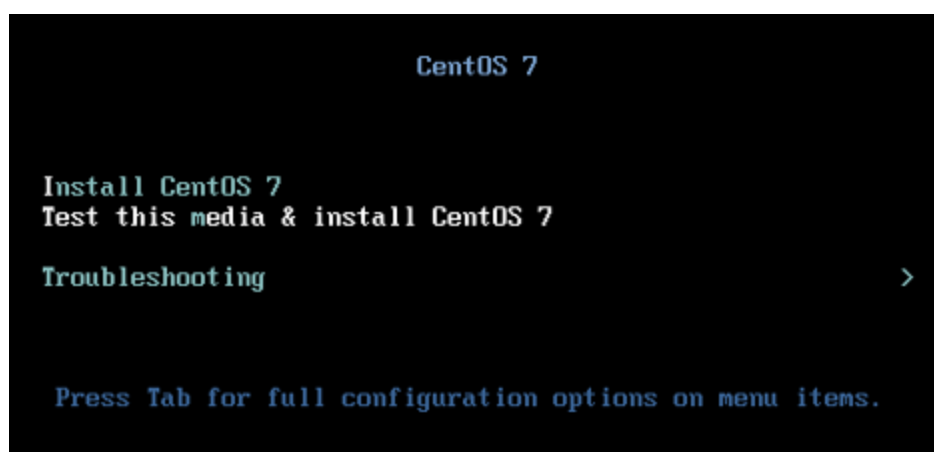 CentOS 7
Install CentOS 7
Test this media & install CentOS 7
Troubleshooting >
Press Tab for full configuration options on menu items.